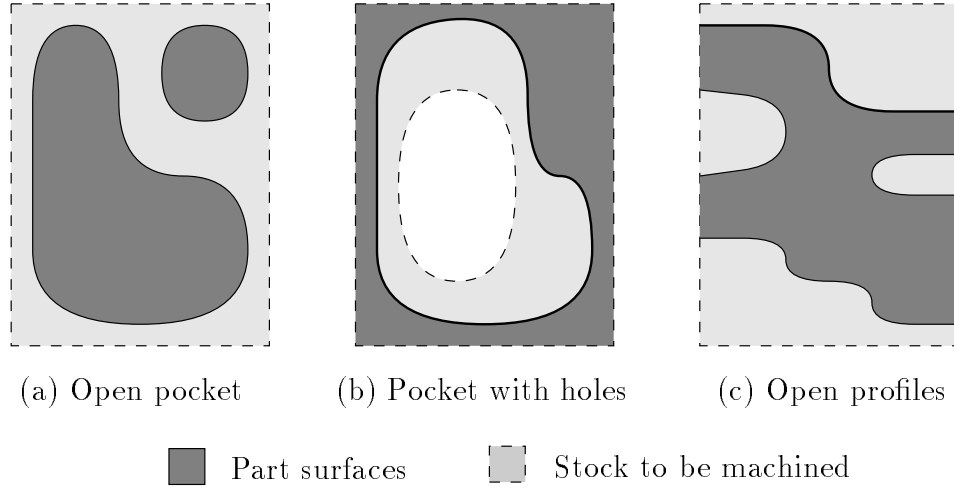 (a) Open pocket (b) Pocket with holes (c) Open profiles
Part surfaces Stock to be machined